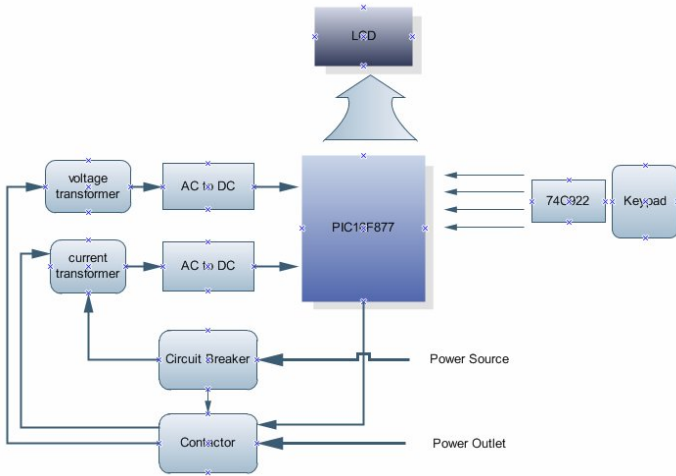 LCD
voltage
transformer
AC to DC
PIC16F877
74C922
Keypad
current
transformer
AC to DC
Circuit Breaker
Power Source
Contactor
Power Outlet